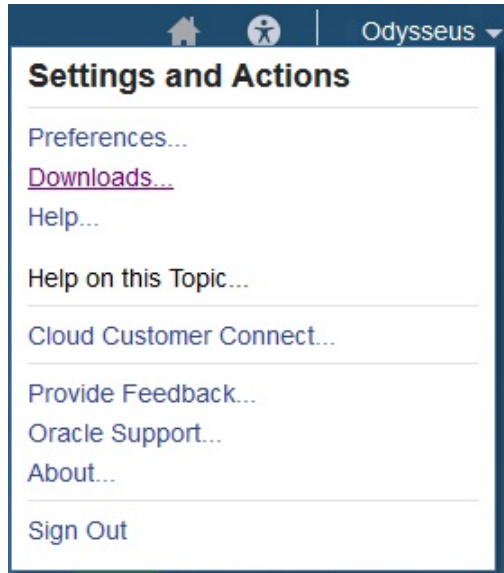 Odysseus
Settings and Actions
Preferences...
Downloads...
Help...
Help on this Topic...
Cloud Customer Connect...
Provide Feedback...
Oracle Support...
About...
Sign Out